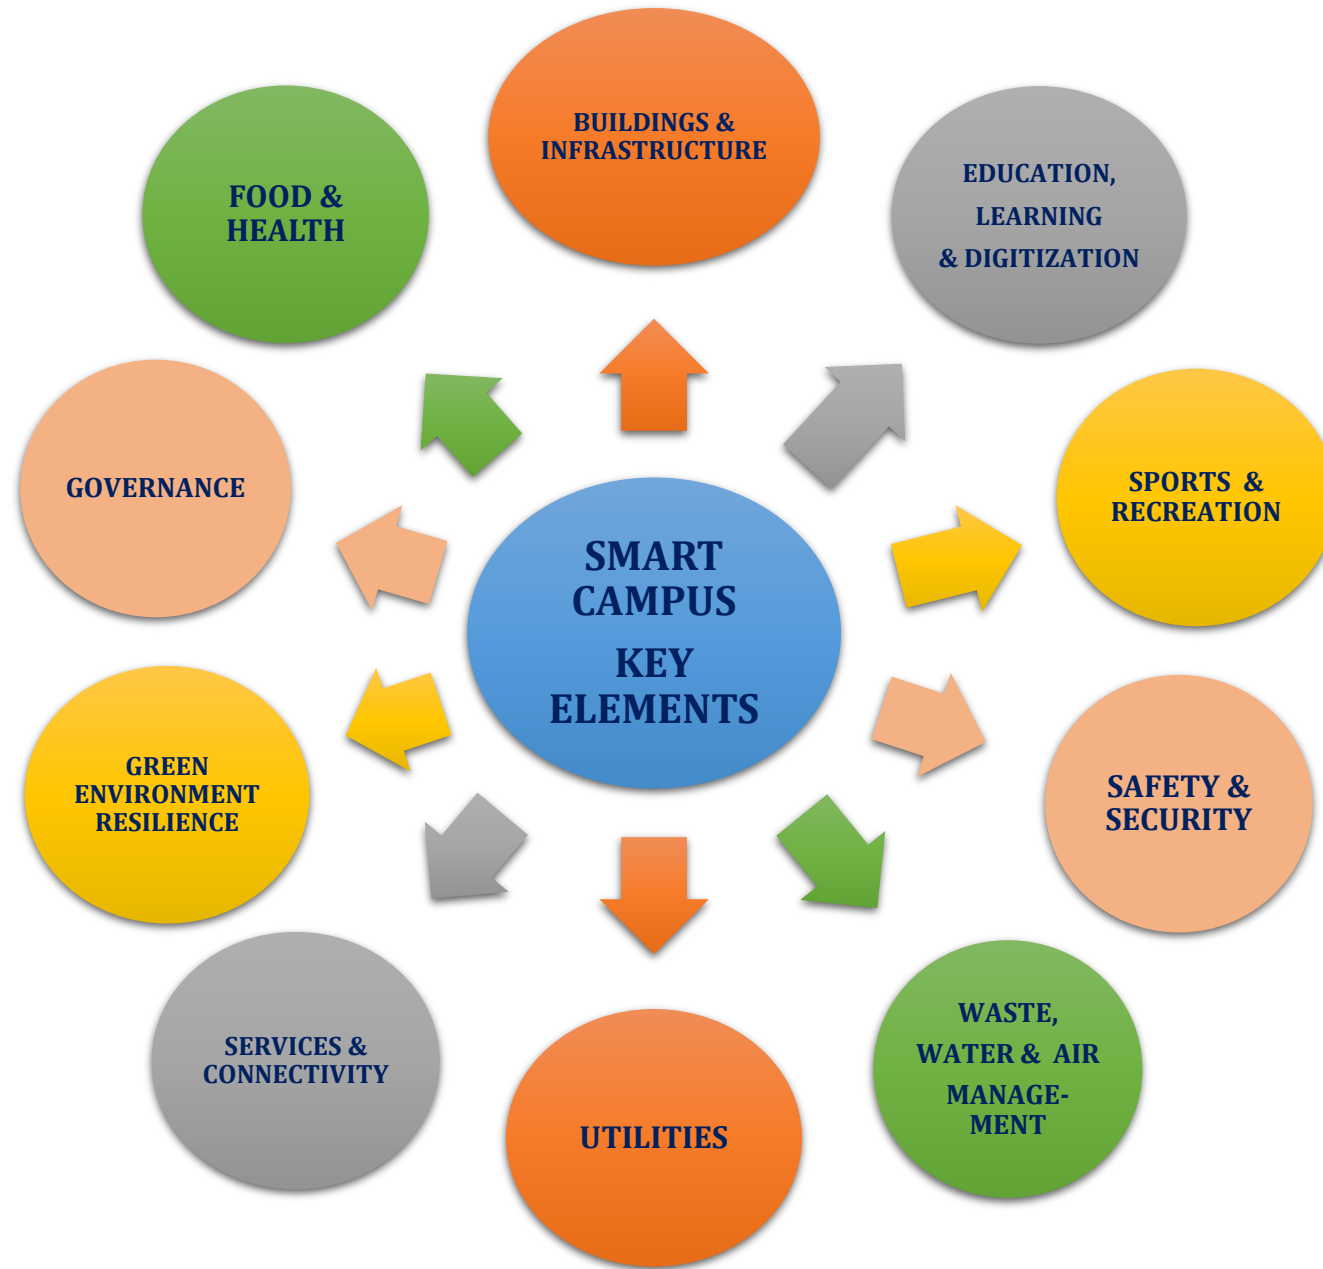 BUILDINGS &
INFRASTRUCTURE
EDUCATION,
LEARNING
& DIGITIZATION
SPORTS & 
RECREATION
SAFETY &
SECURITY
WASTE,
WATER & AIR
MANAGE-
MENT
UTILITIES
SERVICES &
CONNECTIVITY
GREEN
ENVIRONMENT
RESILIENCE
GOVERNANCE
FOOD &
HEALTH
SMART
CAMPUS
KEY
ELEMENTS